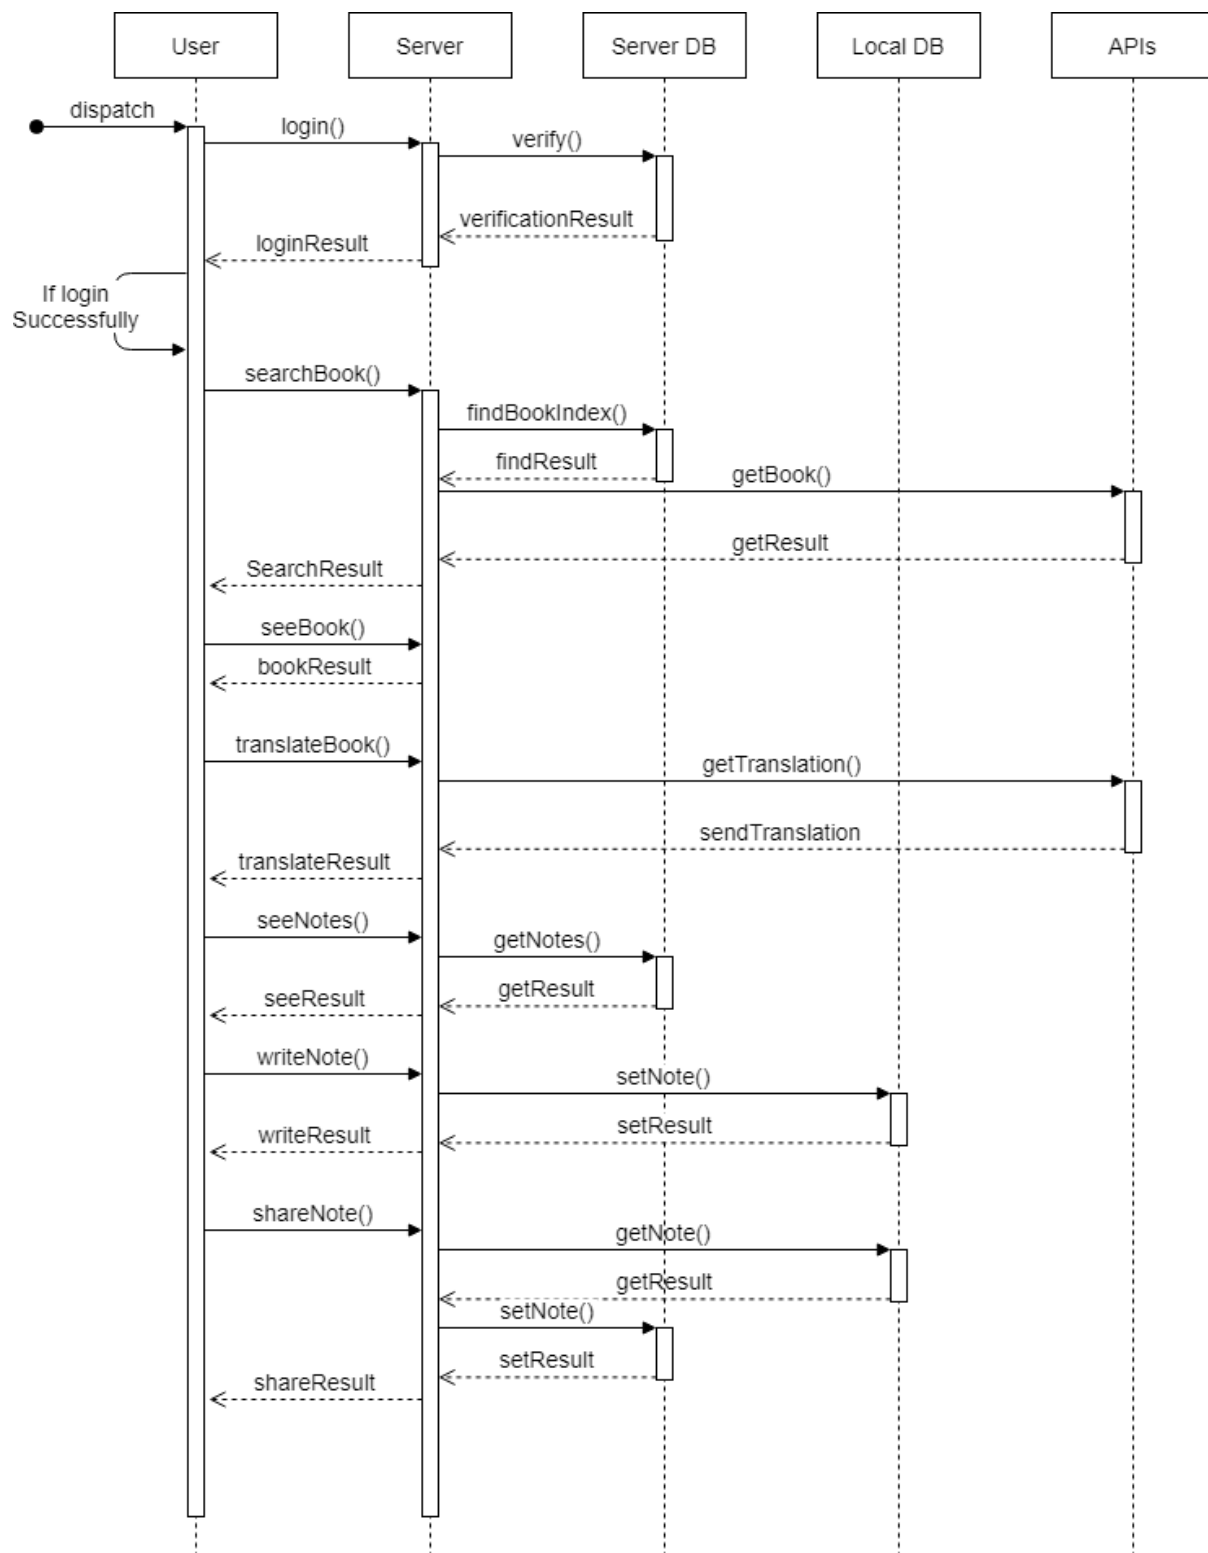 User
Server
Server DB
Local DB
APIs
dispatch
login()
verify()
verificationResult
loginResult
If login
Successfully
searchBook()
findBookIndex()
findResult
getBook()
getResult
SearchResult
seeBook()
bookResult
translateBook()
getTranslation()
sendTranslation
translateResult
seeNotes()
getNotes()
getResult
seeResult
writeNote()
setNote()
setResult
writeResult
shareNote()
getNote()
getResult
setNote()
setResult
shareResult